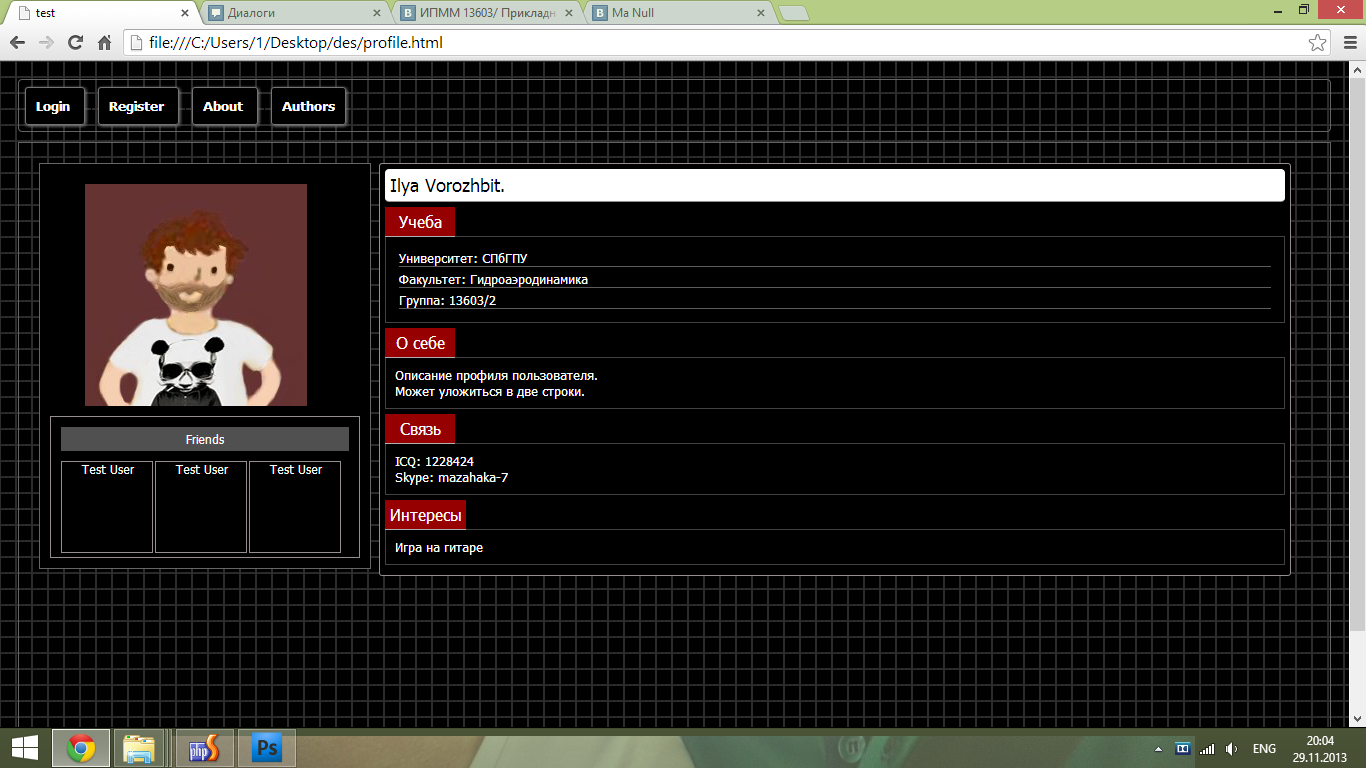 test
Диалоги
ИПММ 13603/ Прикладн
Ma Null
file:///C:/Users/1/Desktop/des/profile.html
Login
Register
About
Authors
Ilya Vorozhbit.
Учеба
Университет: СПбГПУ
Факультет: Гидроаэродинамика
Группа: 13603/2
О себе
Описание профиля пользователя.
Может уложиться в две строки.
Связь
ICQ: 1228424
Skype: mazahaka-7
Интересы
Игра на гитаре
Friends
Test User
Test User
Test User
php
Ps
ENG
20:04
29.11.2013